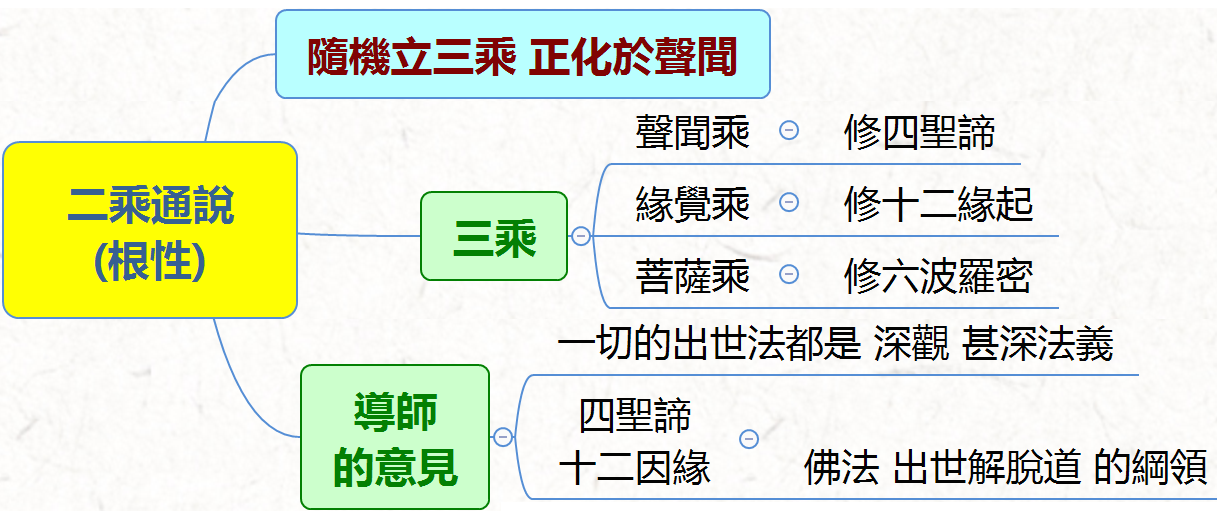 隨機立三乘 正化於聲聞
二乘通說
(根性)
三乘
聲聞乘 修四聖諦
緣覺乘 修十二緣起
菩薩乘 修六波羅密
導師
的意見
一切的出世法都是 深觀 甚深法義
四聖諦
十二因緣
佛法 出世解脫道 的綱領